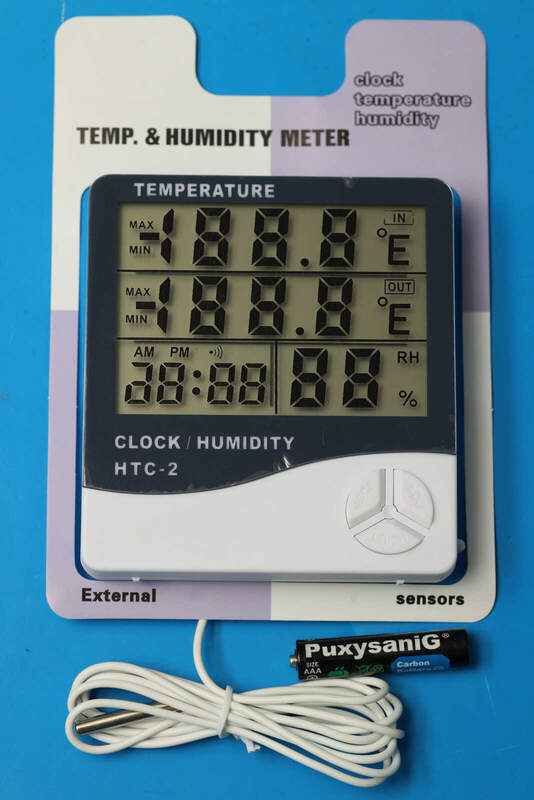 clock
temperature
humidity
TEMP. & HUMIDITY METER
TEMPERATURE
MAX
MIN
-188.8
IN
°E
MAX
MIN
-188.8
OUT
°E
AM PM
88:88
88
RH
%
CLOCK / HUMIDITY
HTC-2
External
sensors
PuxysaniG®
SIZE
AAA
Carbon